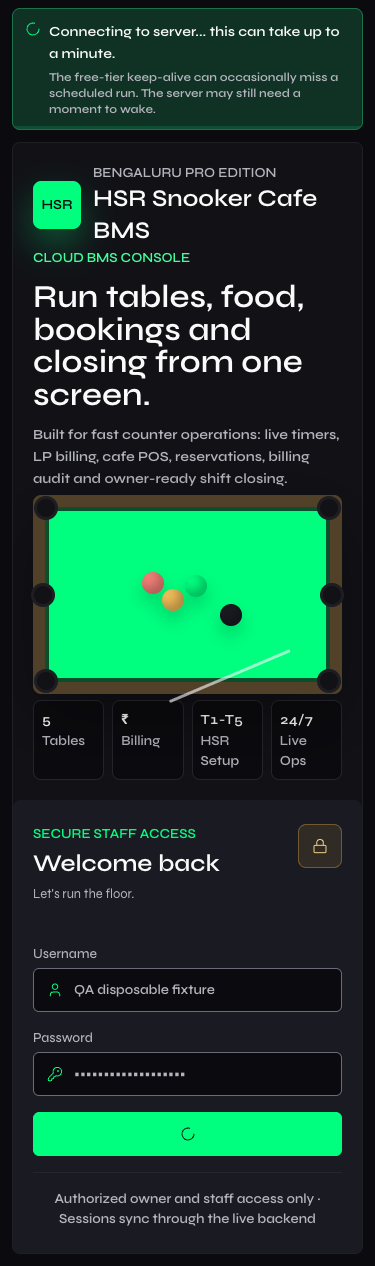 Connecting to server... this can take up to
a minute.
The free-tier keep-alive can occasionally miss a
scheduled run. The server may still need a
moment to wake.
HSR
BENGALURU PRO EDITION
HSR Snooker Cafe
BMS
CLOUD BMS CONSOLE
Run tables, food,
bookings and
closing from one
screen.
Built for fast counter operations: live timers,
LP billing, cafe POS, reservations, billing
audit and owner-ready shift closing.
5
Tables
₹
Billing
T1-T5
HSR
Setup
24/7
Live
Ops
SECURE STAFF ACCESS
Welcome back
Let's run the floor.
Username
QA disposable fixture
Password
Authorized owner and staff access only ·
Sessions sync through the live backend